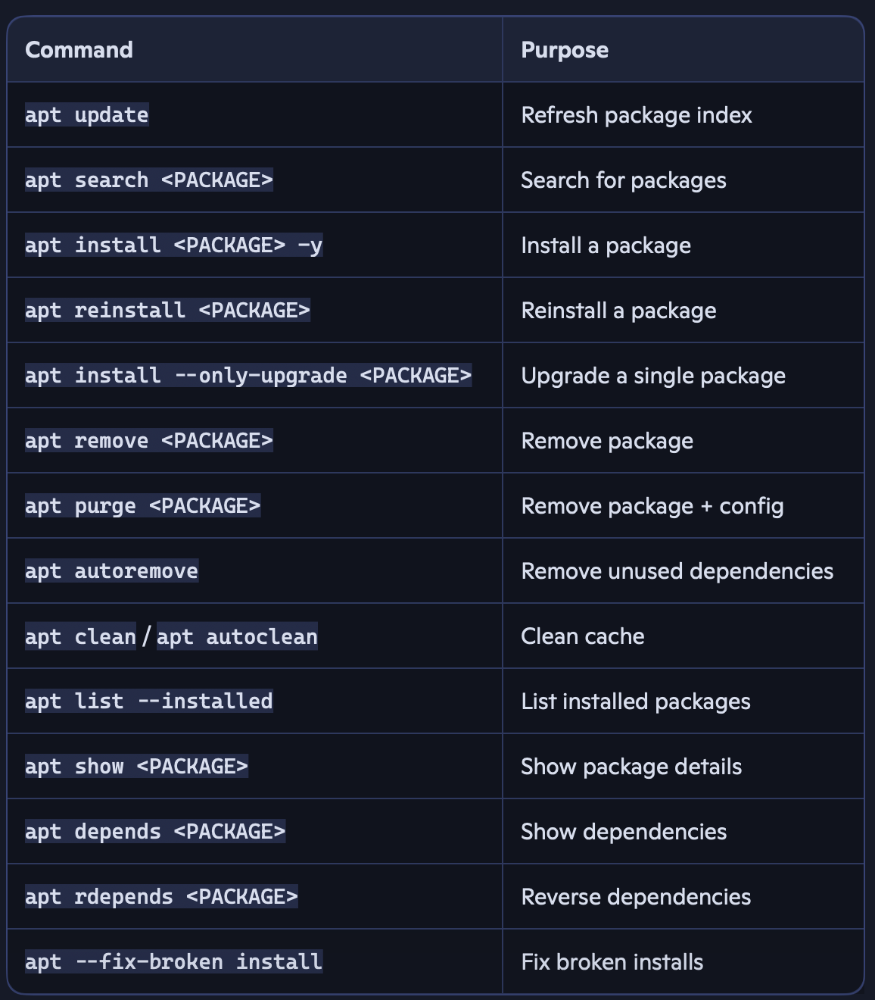 Command Purpose
apt update Refresh package index
apt search <PACKAGE> Search for packages
apt install <PACKAGE> -y Install a package
apt reinstall <PACKAGE> Reinstall a package
apt install --only-upgrade <PACKAGE> Upgrade a single package
apt remove <PACKAGE> Remove package
apt purge <PACKAGE> Remove package + config
apt autoremove Remove unused dependencies
apt clean / apt autoclean Clean cache
apt list --installed List installed packages
apt show <PACKAGE> Show package details
apt depends <PACKAGE> Show dependencies
apt rdepends <PACKAGE> Reverse dependencies
apt --fix-broken install Fix broken installs